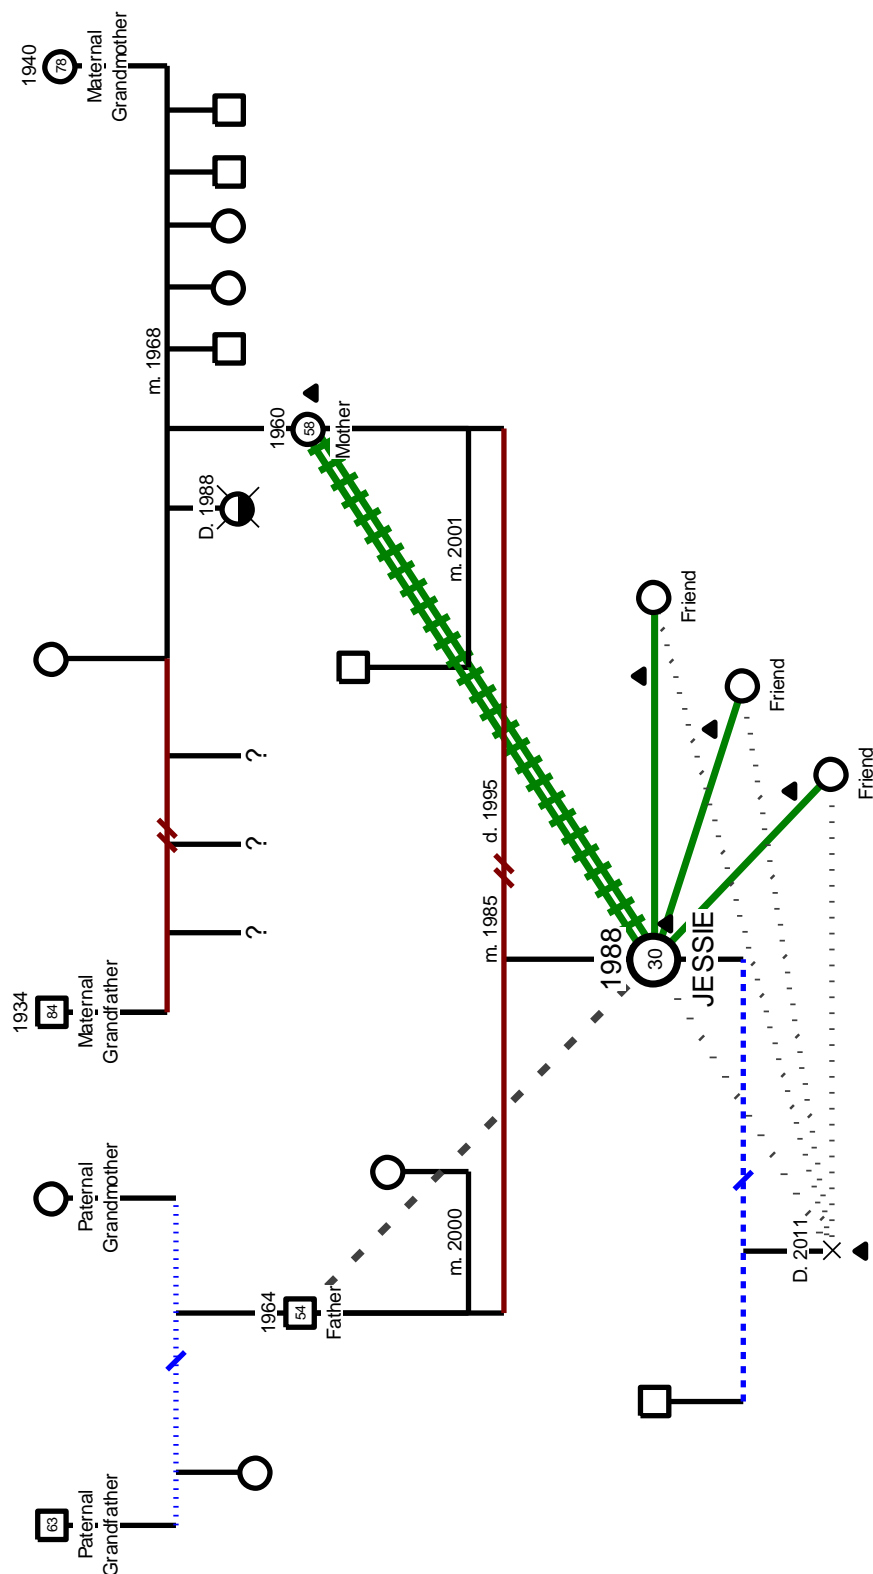 63
Paternal
Grandfather
Paternal
Grandmother
1934
84
Maternal
Grandfather
?
?
?
D. 1988
m. 1968
1940
78
Maternal
Grandmother
1964
54
Father
m. 2000
m. 1985
d. 1995
m. 2001
1960
58
Mother
1988
30
JESSIE
D. 2011
Friend
Friend
Friend